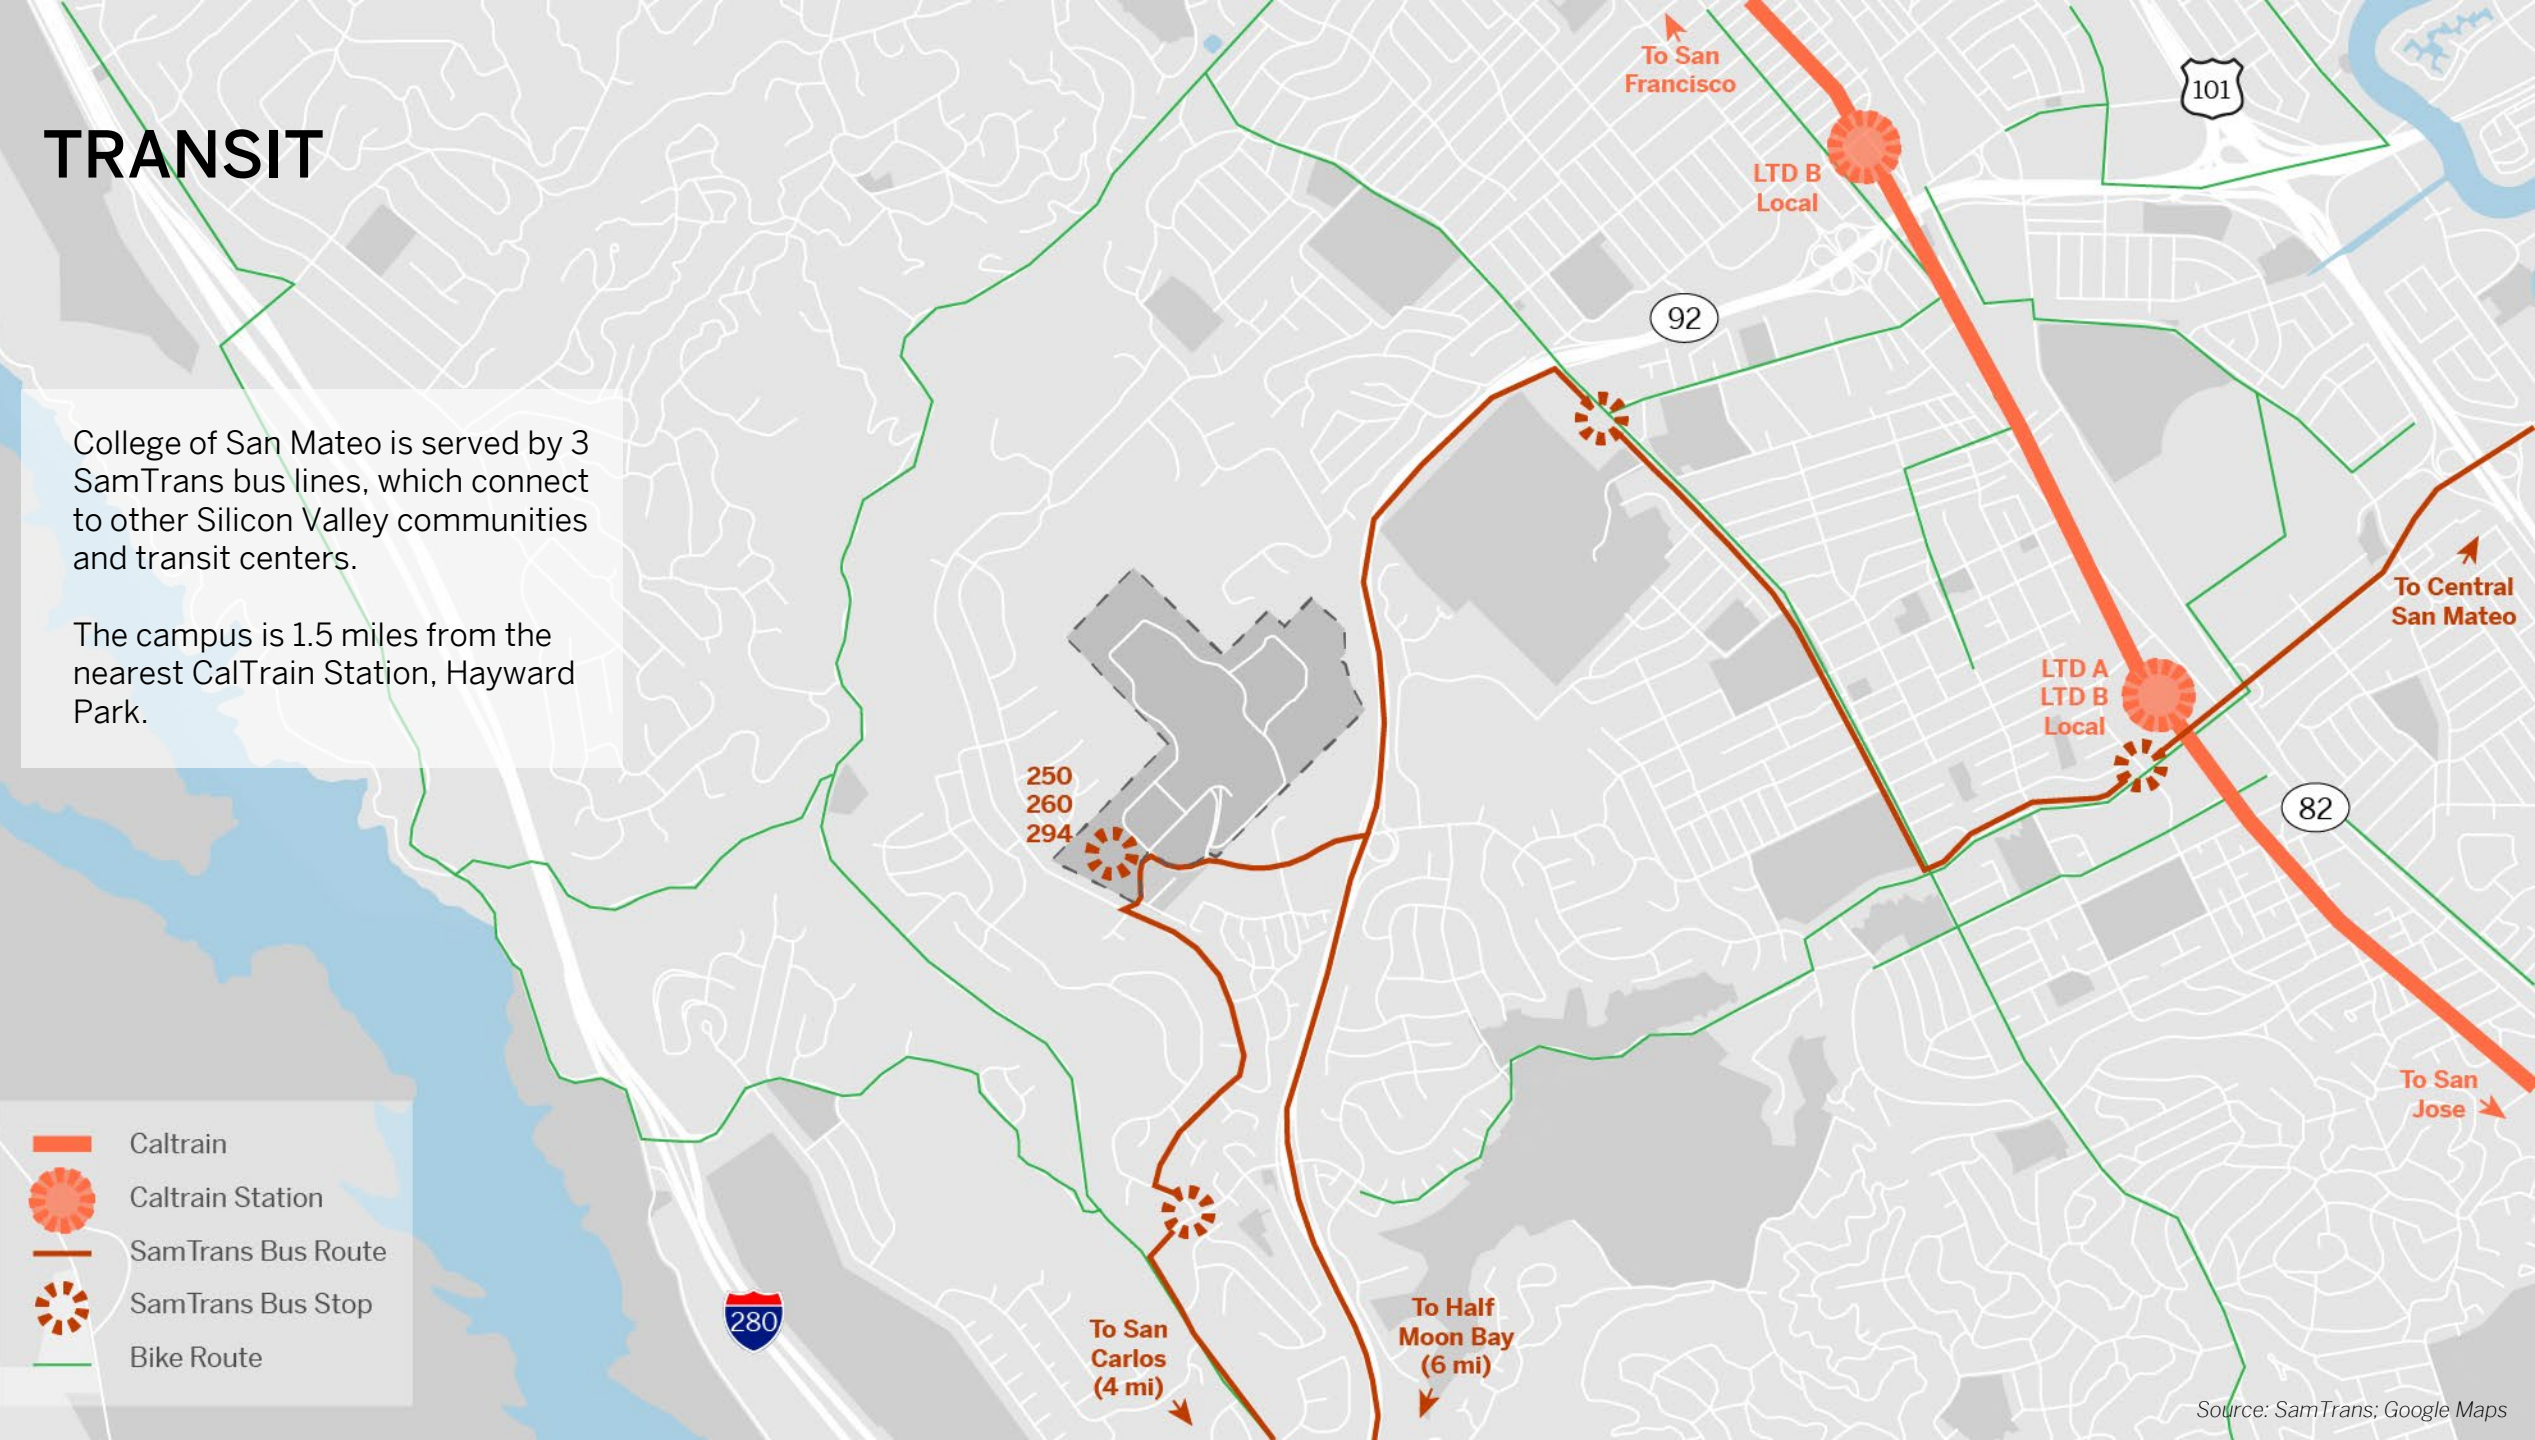 TRANSIT
College of San Mateo is served by 3
SamTrans bus lines, which connect
to other Silicon Valley communities
and transit centers.
The campus is 1.5 miles from the
nearest CalTrain Station, Hayward
Park.
To San
Francisco
101
LTD B
Local
92
To Central
San Mateo
LTD A
LTD B
Local
250
260
294
82
To San
Jose
Caltrain
Caltrain Station
SamTrans Bus Route
SamTrans Bus Stop
Bike Route
280
To San
Carlos
(4 mi)
To Half
Moon Bay
(6 mi)
Source: SamTrans; Google Maps